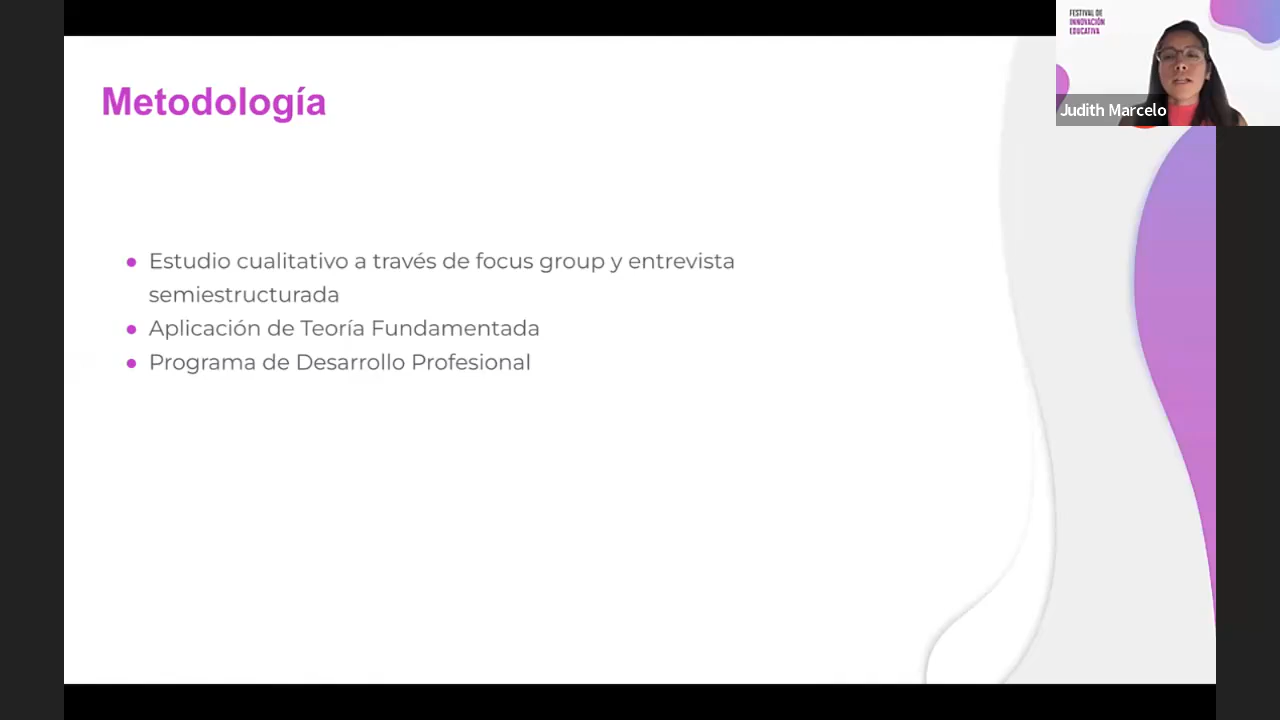 FESTIVAL DE
INNOVACIÓN
EDUCATIVA
Judith Marcelo
Metodología
● Estudio cualitativo a través de focus group y entrevista
semiestructurada
● Aplicación de Teoría Fundamentada
● Programa de Desarrollo Profesional